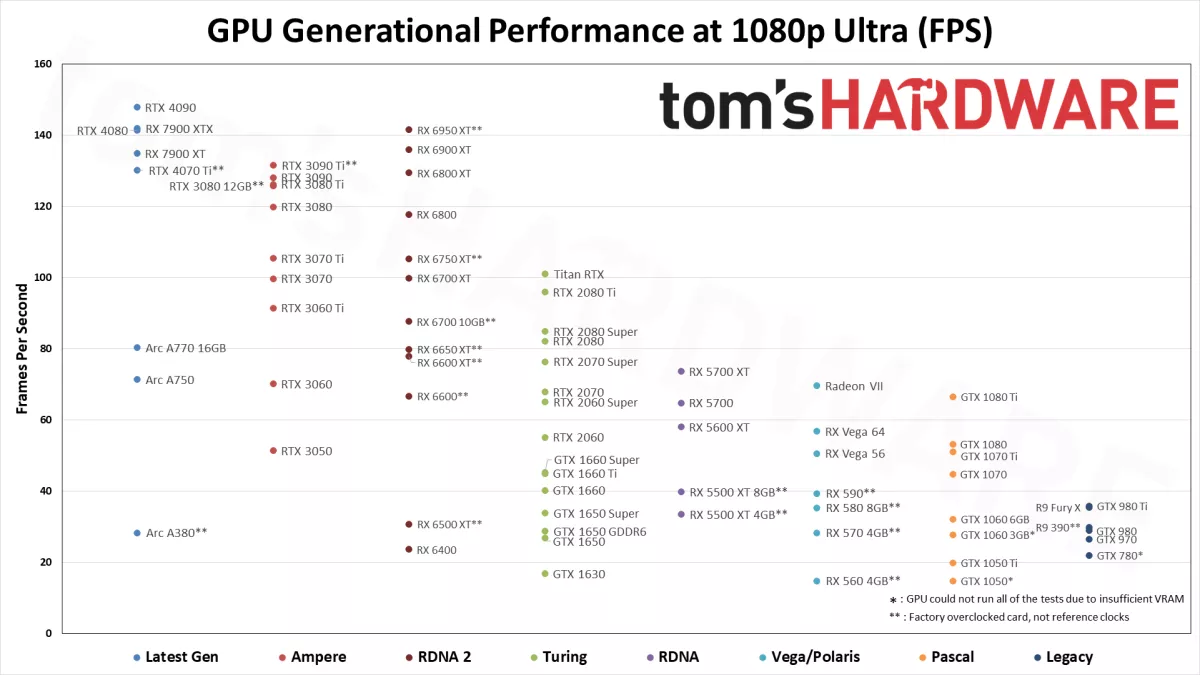 GPU Generational Performance at 1080p Ultra (FPS)
tom'sHARDWARE
Frames Per Second
160
140
120
100
80
60
40
20
0
RTX 4090
RTX 4080
RX 7900 XTX
RX 7900 XT
RTX 4070 Ti**
Arc A770 16GB
Arc A750
Arc A380**
RTX 3090 Ti**
RTX 3090
RTX 3080 12GB**
RTX 3080 Ti
RTX 3080
RTX 3070 Ti
RTX 3070
RTX 3060 Ti
RTX 3060
RTX 3050
RX 6950 XT**
RX 6900 XT
RX 6800 XT
RX 6800
RX 6750 XT**
RX 6700 XT
RX 6700 10GB**
RX 6650 XT**
RX 6600 XT**
RX 6600**
RX 6500 XT**
RX 6400
Titan RTX
RTX 2080 Ti
RTX 2080 Super
RTX 2080
RTX 2070 Super
RTX 2070
RTX 2060 Super
RTX 2060
GTX 1660 Super
GTX 1660 Ti
GTX 1660
GTX 1650 Super
GTX 1650 GDDR6
GTX 1650
GTX 1630
RX 5700 XT
RX 5700
RX 5600 XT
RX 5500 XT 8GB**
RX 5500 XT 4GB**
Radeon VII
RX Vega 64
RX Vega 56
RX 590**
RX 580 8GB**
RX 570 4GB**
RX 560 4GB**
GTX 1080 Ti
GTX 1080
GTX 1070 Ti
GTX 1070
GTX 1060 6GB
GTX 1060 3GB*
GTX 1050 Ti
GTX 1050*
R9 Fury X
GTX 980 Ti
R9 390**
GTX 980
GTX 970
GTX 780*
* : GPU could not run all of the tests due to insufficient VRAM
** : Factory overclocked card, not reference clocks
Latest Gen
Ampere
RDNA 2
Turing
RDNA
Vega/Polaris
Pascal
Legacy
tom'sHARDWARE